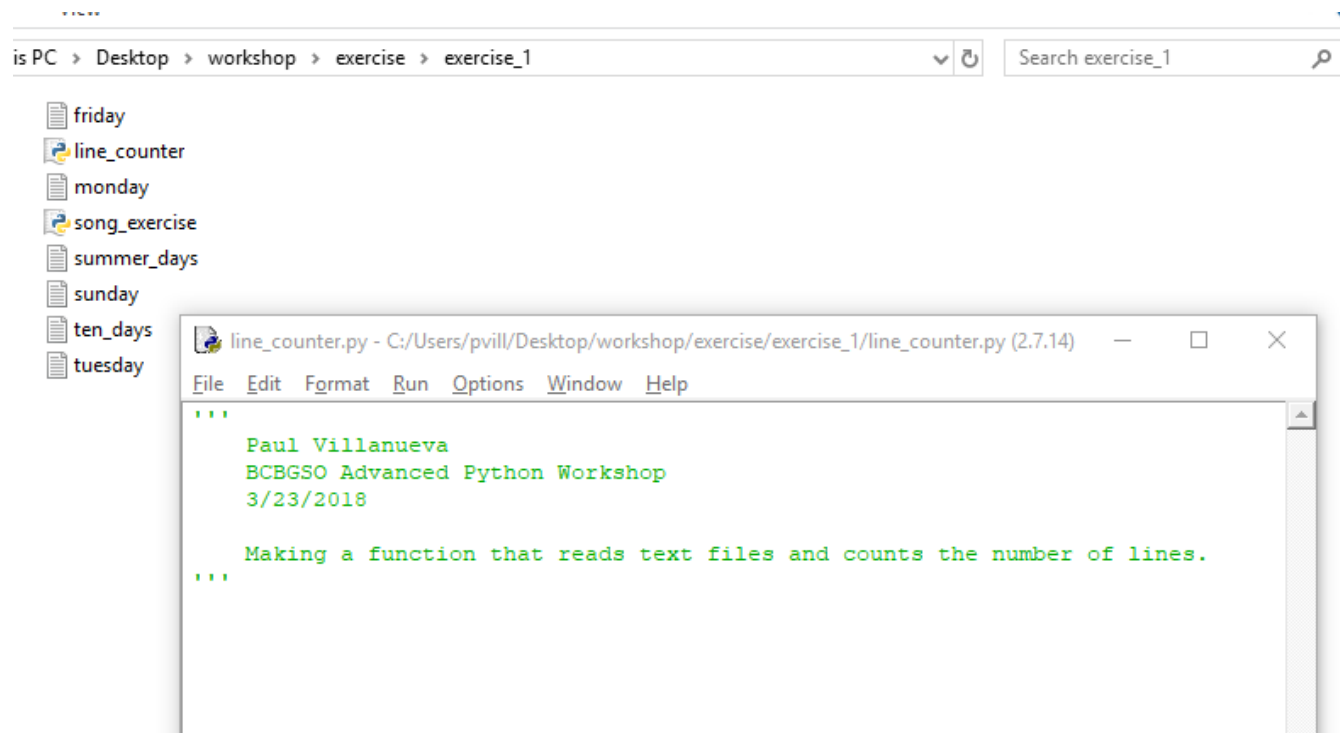 is PC > Desktop > workshop > exercise > exercise_1 Search exercise_1
friday
line_counter
monday
song_exercise
summer_days
sunday
ten_days
tuesday
line_counter.py - C:/Users/pvill/Desktop/workshop/exercise/exercise_1/line_counter.py (2.7.14)
File Edit Format Run Options Window Help
'''
Paul Villanueva
BCBGSO Advanced Python Workshop
3/23/2018
Making a function that reads text files and counts the number of lines.
'''